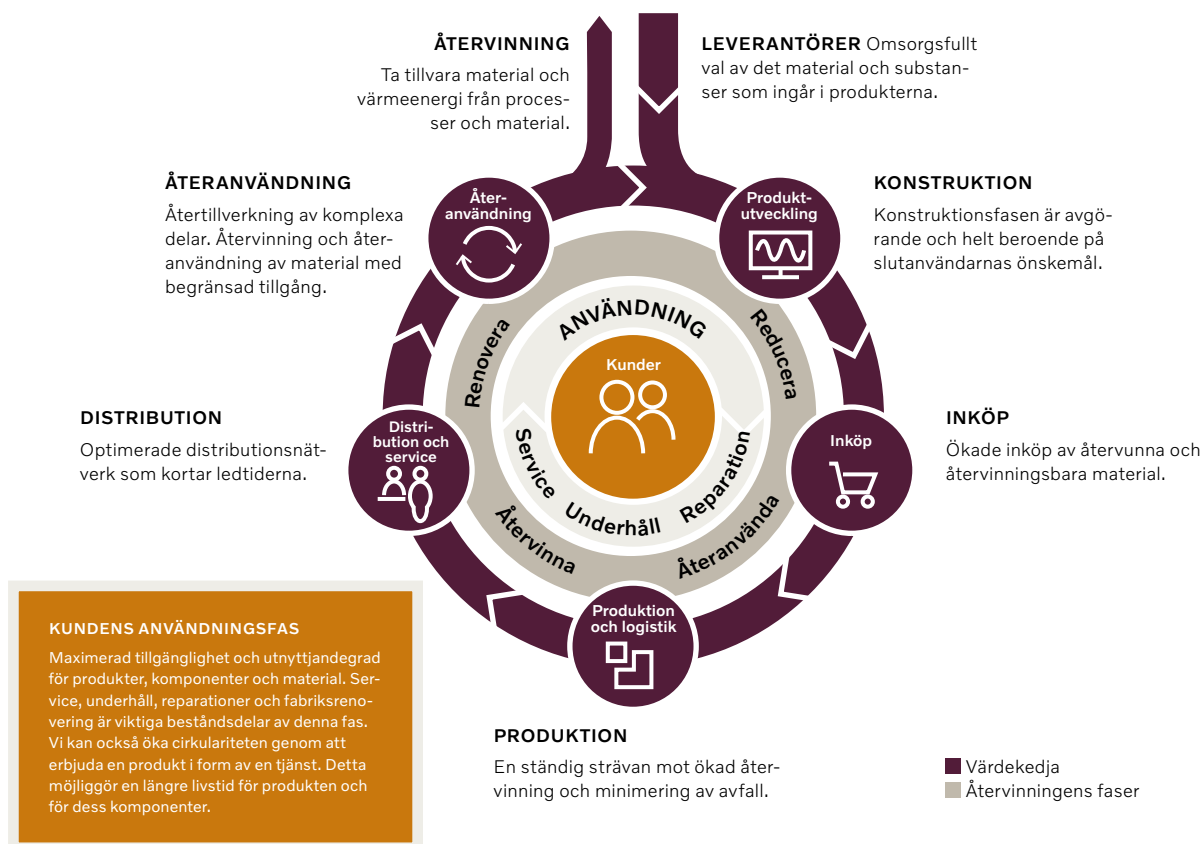 ÅTERVINNING
Ta tillvara material och
värmeenergi från proces-
ser och material.
LEVERANTÖRER Omsorgsfullt
val av det material och substan-
ser som ingår i produkterna.
ÅTERANVÄNDNING
Återtillverkning av komplexa
delar. Återvinning och åter-
användning av material med
begränsad tillgång.
Åter-
användning
Produkt-
utveckling
KONSTRUKTION
Konstruktionsfasen är avgö-
rande och helt beroende på
slutanvändarnas önskemål.
Renovera
ANVÄNDNING
Reducera
Kunder
DISTRIBUTION
Optimerade distributionsnät-
verk som kortar ledtiderna.
Distri-
bution och
service
Service
Underhåll
Reparation
Inköp
INKÖP
Ökade inköp av återvunna och
återvinningsbara material.
Återvinna
Återanvända
Produktion
och logistik
KUNDENS ANVÄNDNINGSFAS
Maximerad tillgänglighet och utnyttjandegrad
för produkter, komponenter och material. Ser-
vice, underhåll, reparationer och fabriksreno-
vering är viktiga beståndsdelar av denna fas.
Vi kan också öka cirkulariteten genom att
erbjuda en produkt i form av en tjänst. Detta
möjliggör en längre livstid för produkten och
för dess komponenter.
PRODUKTION
En ständig strävan mot ökad åter-
vinning och minimering av avfall.
Värdekedja
Återvinningens faser